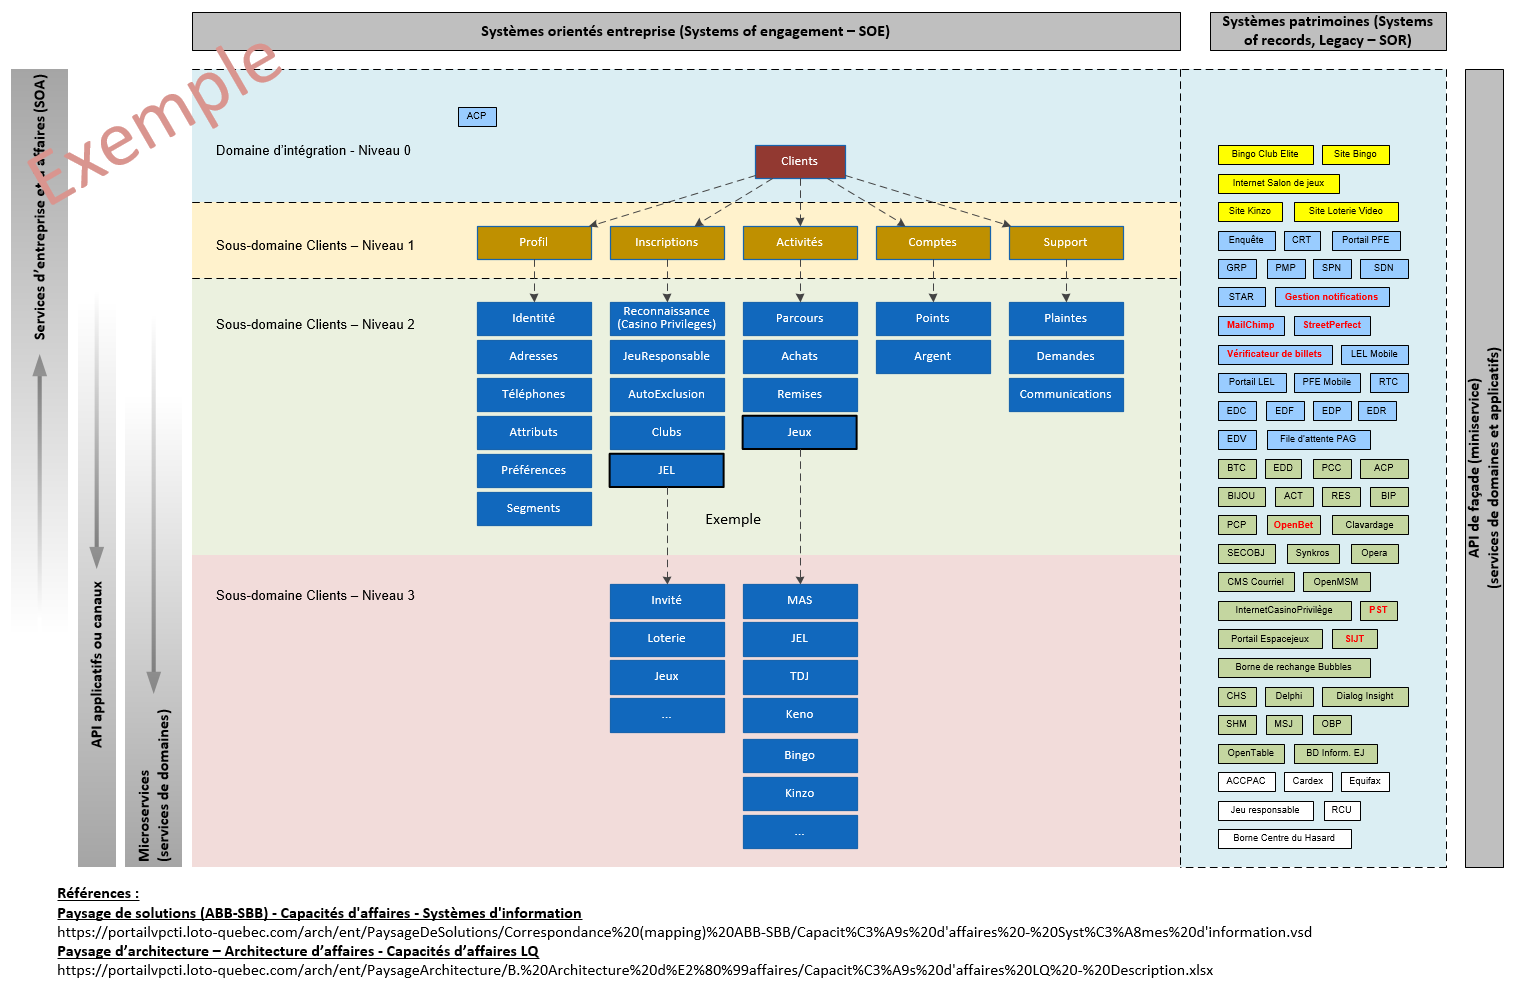 Systèmes orientés entreprise (Systems of engagement – SOE)
Systèmes patrimoines (Systems
of records, Legacy – SOR)
Exemple
Services d'entreprise et d'affaires (SOA)
API applicatifs ou canaux
Microservices
(services de domaines)
ACP
Domaine d'intégration - Niveau 0
Clients
Sous-domaine Clients – Niveau 1
Profil
Inscriptions
Activités
Comptes
Support
Sous-domaine Clients – Niveau 2
Identité
Adresses
Téléphones
Attributs
Préférences
Segments
Reconnaissance
(Casino Privileges)
JeuResponsable
AutoExclusion
Clubs
JEL
Parcours
Achats
Remises
Jeux
Points
Argent
Plaintes
Demandes
Communications
Exemple
Sous-domaine Clients – Niveau 3
Invité
Loterie
Jeux
...
MAS
JEL
TDJ
Keno
Bingo
Kinzo
...
Bingo Club Elite Site Bingo
Internet Salon de jeux
Site Kinzo Site Loterie Video
Enquête CRT Portail PFE
GRP PMP SPN SDN
STAR Gestion notifications
MailChimp StreetPerfect
Vérificateur de billets LEL Mobile
Portail LEL PFE Mobile RTC
EDC EDF EDP EDR
EDV File d'attente PAG
BTC EDD PCC ACP
BIJOU ACT RES BIP
PCP OpenBet Clavardage
SECOBJ Synkros Opera
CMS Courriel OpenMSM
InternetCasinoPrivilège PST
Portail Espacejeux SIJT
Borne de rechange Bubbles
CHS Delphi Dialog Insight
SHM MSJ OBP
OpenTable BD Inform. EJ
ACCPAC Cardex Equifax
Jeu responsable RCU
Borne Centre du Hasard
API de façade (miniservice)
(services de domaines et applicatifs)
Références :
Paysage de solutions (ABB-SBB) - Capacités d'affaires - Systèmes d'information
https://portailvpcti.loto-quebec.com/arch/ent/PaysageDeSolutions/Correspondance%20(mapping)%20ABB-SBB/Capacit%C3%A9s%20d'affaires%20-%20Syst%C3%A8mes%20d'information.vsd
Paysage d’architecture – Architecture d’affaires - Capacités d’affaires LQ
https://portailvpcti.loto-quebec.com/arch/ent/PaysageArchitecture/B.%20Architecture%20d%E2%80%99affaires/Capacit%C3%A9s%20d'affaires%20LQ%20-%20Description.xlsx